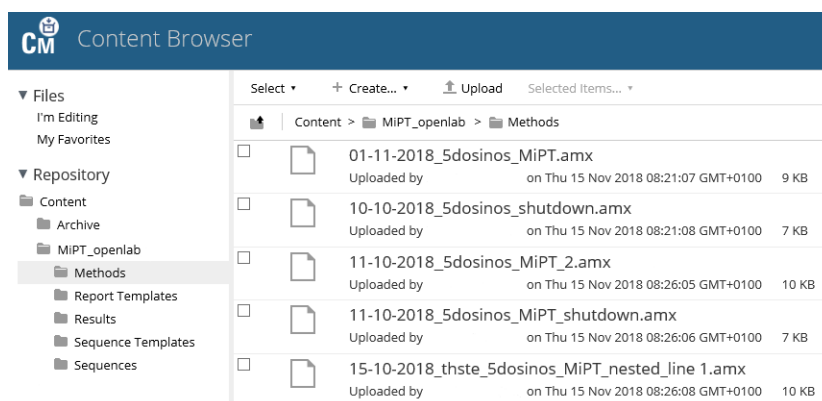 CM Content Browser
Files
I'm Editing
My Favorites
Repository
Content
Archive
MiPT_openlab
Methods
Report Templates
Results
Sequence Templates
Sequences
Select + Create... Upload Selected Items...
Content > MiPT_openlab > Methods
01-11-2018_5dosinos_MiPT.amx
Uploaded by on Thu 15 Nov 2018 08:21:07 GMT+0100 9 KB
10-10-2018_5dosinos_shutdown.amx
Uploaded by on Thu 15 Nov 2018 08:21:08 GMT+0100 7 KB
11-10-2018_5dosinos_MiPT_2.amx
Uploaded by on Thu 15 Nov 2018 08:26:05 GMT+0100 10 KB
11-10-2018_5dosinos_MiPT_shutdown.amx
Uploaded by on Thu 15 Nov 2018 08:26:06 GMT+0100 7 KB
15-10-2018_thste_5dosinos_MiPT_nested_line 1.amx
Uploaded by on Thu 15 Nov 2018 08:26:08 GMT+0100 10 KB